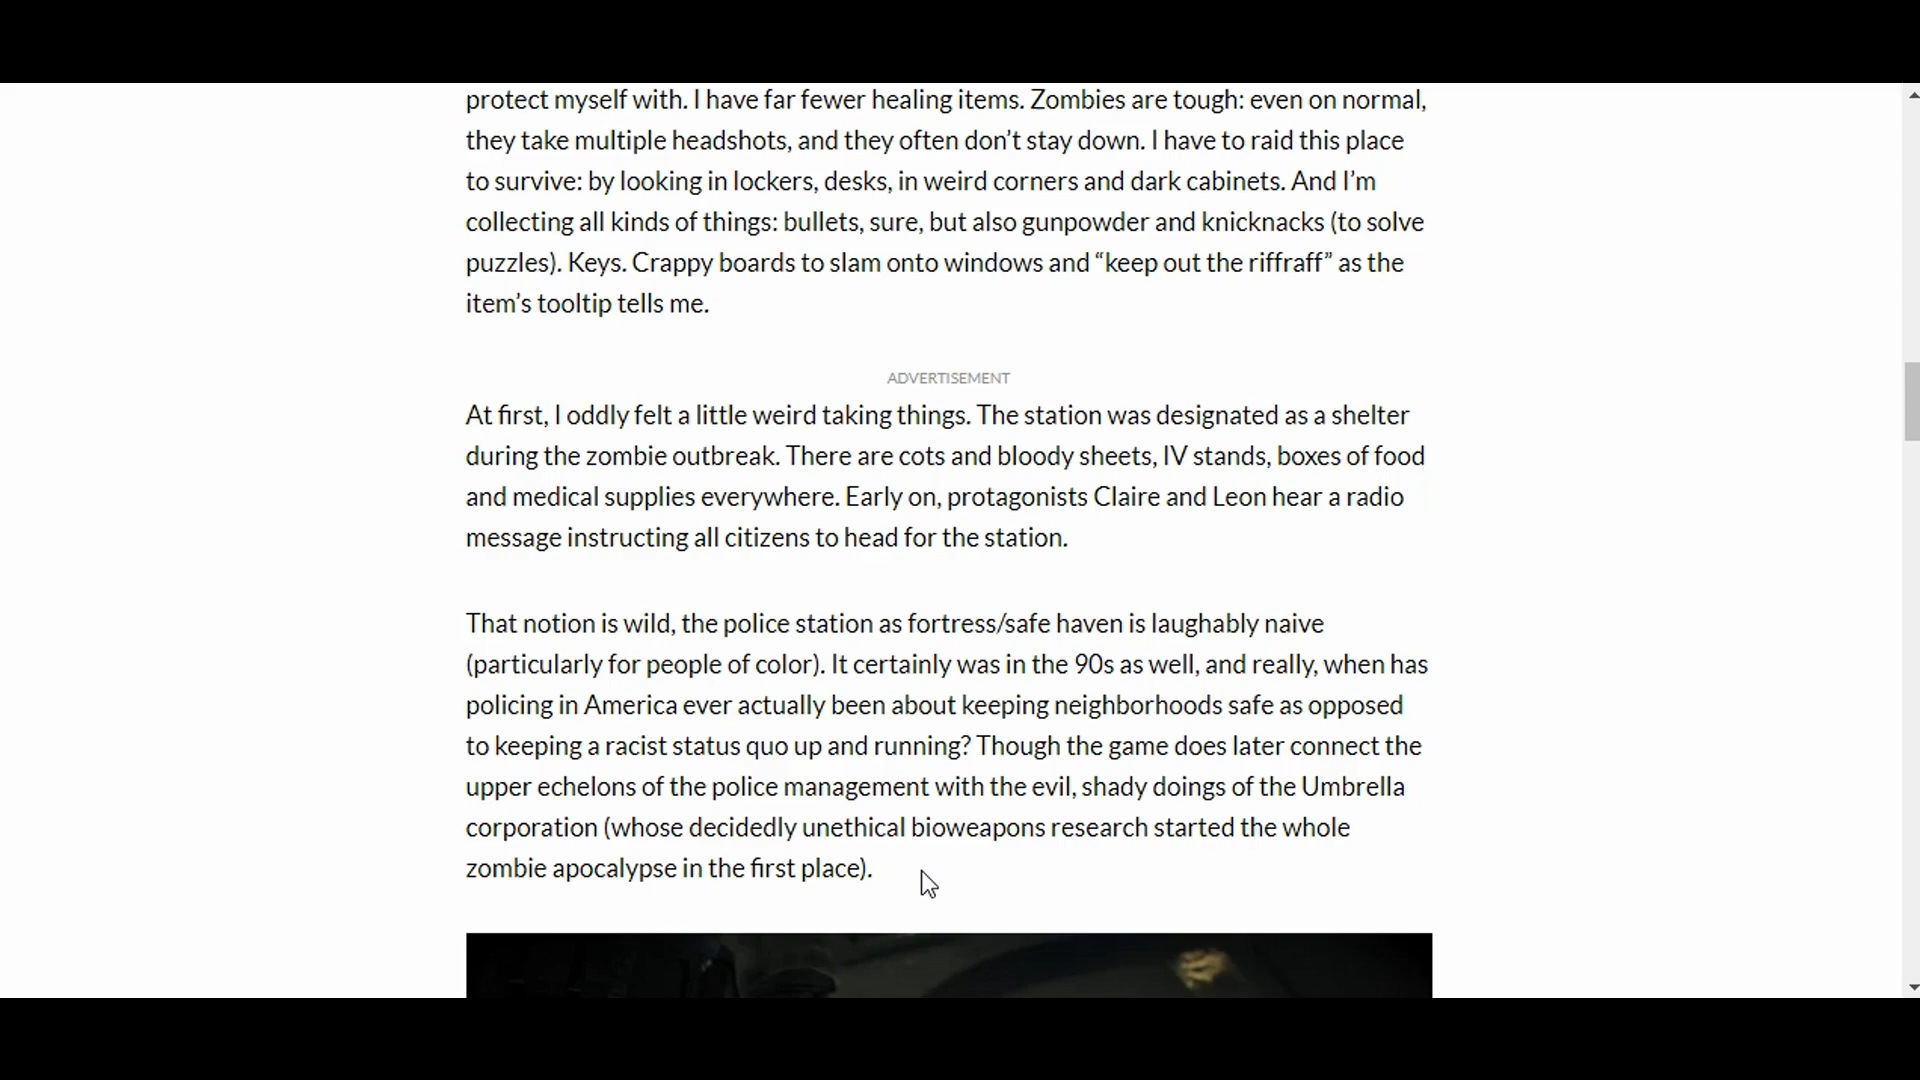 protect myself with. I have far fewer healing items. Zombies are tough: even on normal,
they take multiple headshots, and they often don’t stay down. I have to raid this place
to survive: by looking in lockers, desks, in weird corners and dark cabinets. And I’m
collecting all kinds of things: bullets, sure, but also gunpowder and knicknacks (to solve
puzzles). Keys. Crappy boards to slam onto windows and “keep out the riffraff” as the
item’s tooltip tells me.
ADVERTISEMENT
At first, I oddly felt a little weird taking things. The station was designated as a shelter
during the zombie outbreak. There are cots and bloody sheets, IV stands, boxes of food
and medical supplies everywhere. Early on, protagonists Claire and Leon hear a radio
message instructing all citizens to head for the station.
That notion is wild, the police station as fortress/safe haven is laughably naive
(particularly for people of color). It certainly was in the 90s as well, and really, when has
policing in America ever actually been about keeping neighborhoods safe as opposed
to keeping a racist status quo up and running? Though the game does later connect the
upper echelons of the police management with the evil, shady doings of the Umbrella
corporation (whose decidedly unethical bioweapons research started the whole
zombie apocalypse in the first place).